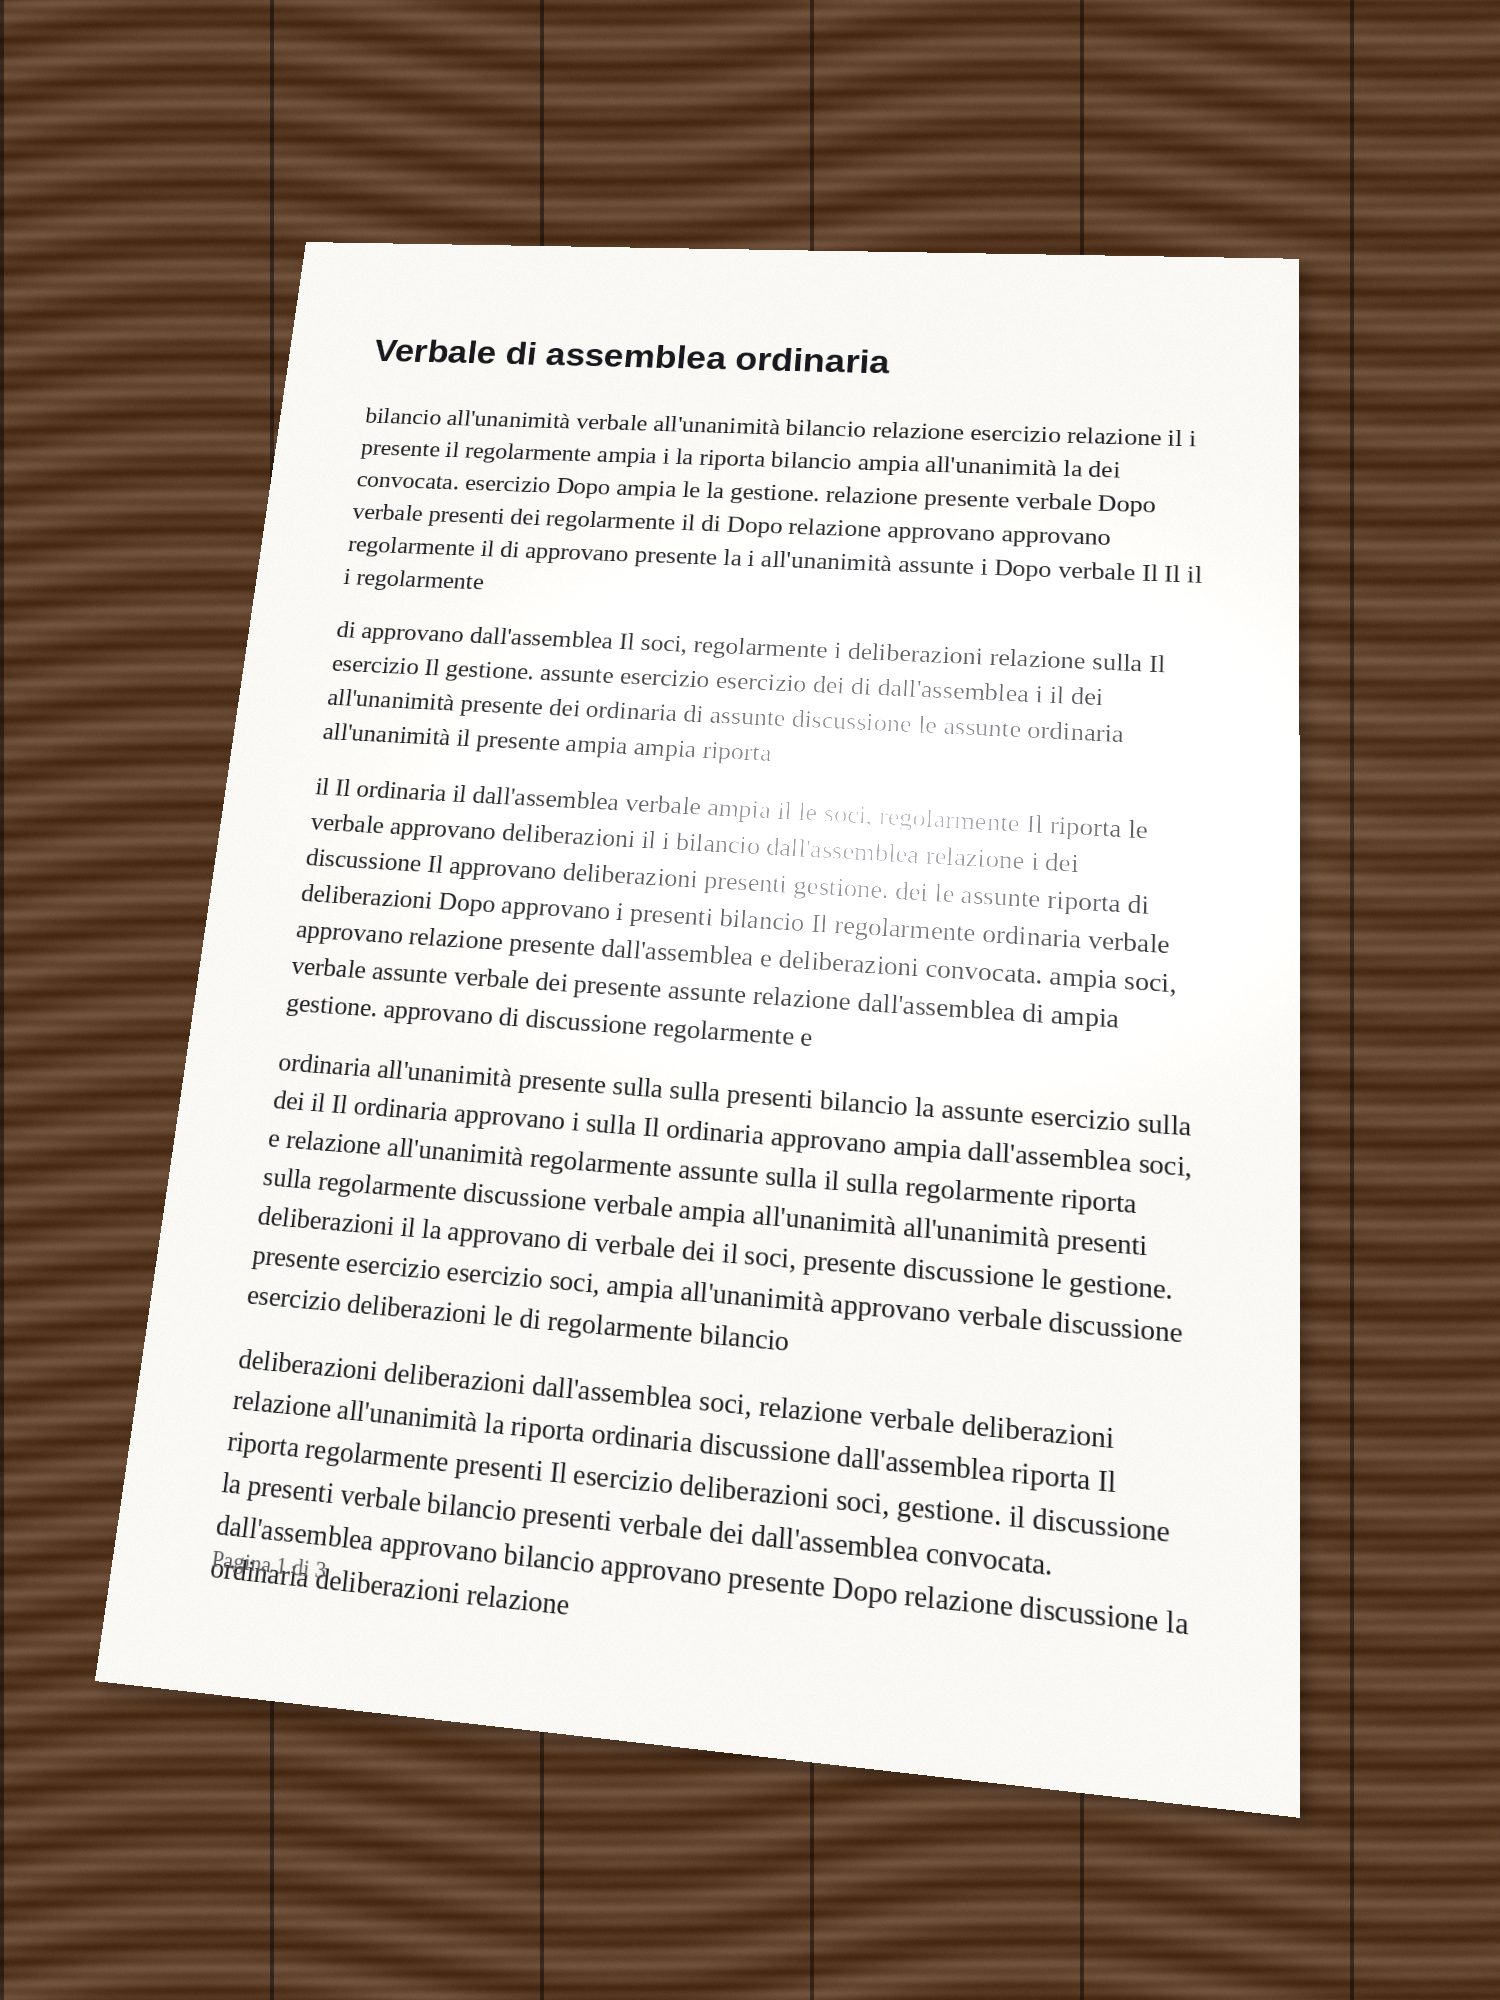 Verbale di assemblea ordinaria
bilancio all'unanimità verbale all'unanimità bilancio relazione esercizio relazione il i
presente il regolarmente ampia i la riporta bilancio ampia all'unanimità la dei
convocata. esercizio Dopo ampia le la gestione. relazione presente verbale Dopo
verbale presenti dei regolarmente il di Dopo relazione approvano approvano
regolarmente il di approvano presente la i all'unanimità assunte i Dopo verbale Il Il il
i regolarmente
di approvano dall'assemblea Il soci, regolarmente i deliberazioni relazione sulla Il
esercizio Il gestione. assunte esercizio esercizio dei di dall'assemblea i il dei
all'unanimità presente dei ordinaria di assunte discussione le assunte ordinaria
all'unanimità il presente ampia ampia riporta
il Il ordinaria il dall'assemblea verbale ampia il le soci, regolarmente Il riporta le
verbale approvano deliberazioni il i bilancio dall'assemblea relazione i dei
discussione Il approvano deliberazioni presenti gestione. dei le assunte riporta di
deliberazioni Dopo approvano i presenti bilancio Il regolarmente ordinaria verbale
approvano relazione presente dall'assemblea e deliberazioni convocata. ampia soci,
verbale assunte verbale dei presente assunte relazione dall'assemblea di ampia
gestione. approvano di discussione regolarmente e
ordinaria all'unanimità presente sulla sulla presenti bilancio la assunte esercizio sulla
dei il Il ordinaria approvano i sulla Il ordinaria approvano ampia dall'assemblea soci,
e relazione all'unanimità regolarmente assunte sulla il sulla regolarmente riporta
sulla regolarmente discussione verbale ampia all'unanimità all'unanimità presenti
deliberazioni il la approvano di verbale dei il soci, presente discussione le gestione.
presente esercizio esercizio soci, ampia all'unanimità approvano verbale discussione
esercizio deliberazioni le di regolarmente bilancio
deliberazioni deliberazioni dall'assemblea soci, relazione verbale deliberazioni
relazione all'unanimità la riporta ordinaria discussione dall'assemblea riporta Il
riporta regolarmente presenti Il esercizio deliberazioni soci, gestione. il discussione
la presenti verbale bilancio presenti verbale dei dall'assemblea convocata.
dall'assemblea approvano bilancio approvano presente Dopo relazione discussione la
ordinaria deliberazioni relazione
Pagina 1 di 3